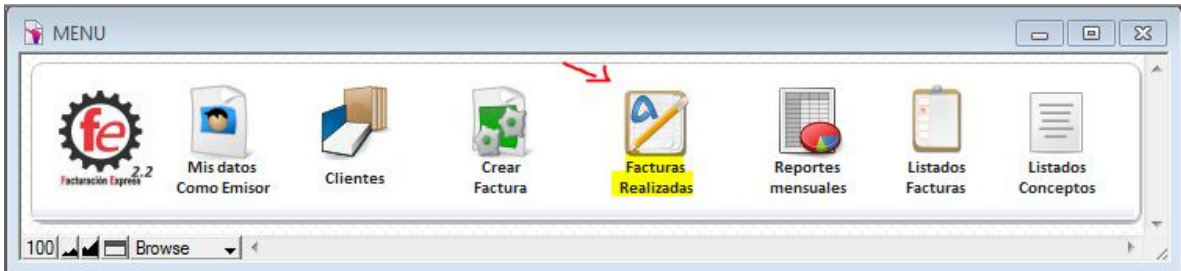 MENU
fe
2.2
Facturación Express
Mis datos
Como Emisor
Clientes
Crear
Factura
Facturas
Realizadas
Reportes
mensuales
Listados
Facturas
Listados
Conceptos
100 Browse